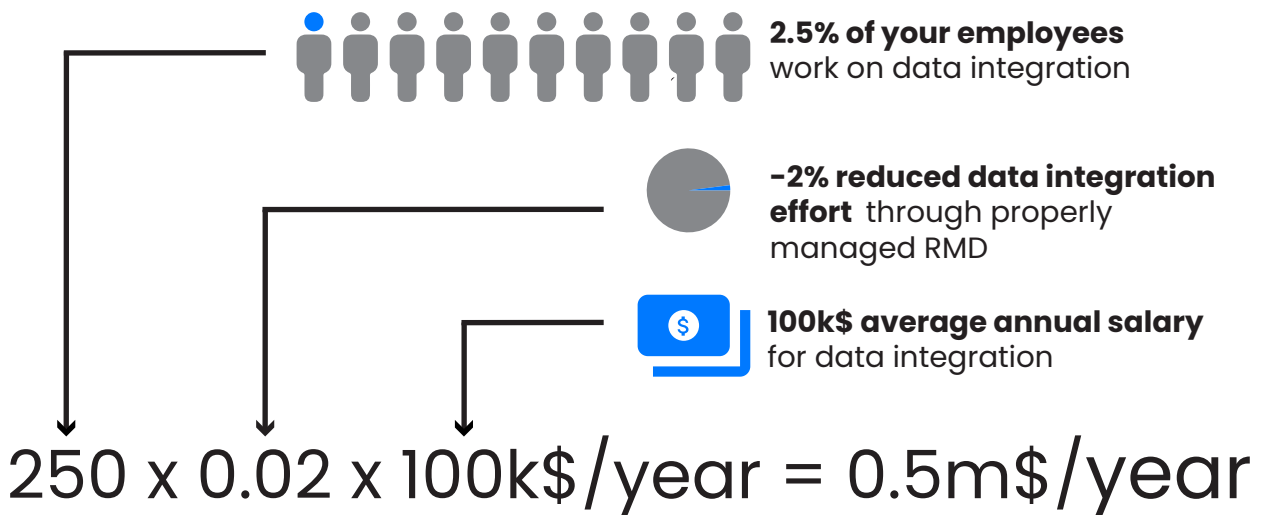 2.5% of your employees
work on data integration
-2% reduced data integration
effort through properly
managed RMD
$
100k$ average annual salary
for data integration
250 x 0.02 x 100k$/year = 0.5m$/year